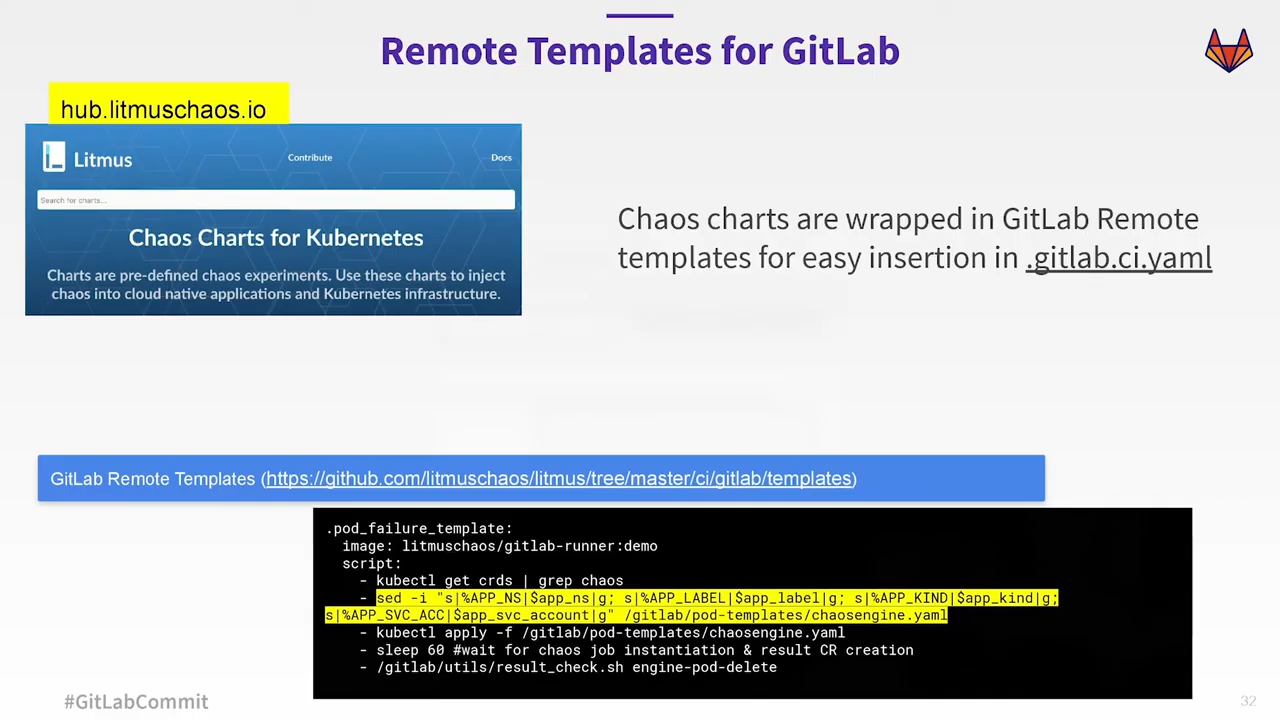 Remote Templates for GitLab
hub.litmuschaos.io
Litmus
Contribute
Docs
Search for charts...
Chaos Charts for Kubernetes
Charts are pre-defined chaos experiments. Use these charts to inject
chaos into cloud native applications and Kubernetes infrastructure.
Chaos charts are wrapped in GitLab Remote
templates for easy insertion in .gitlab.ci.yaml
GitLab Remote Templates (https://github.com/litmuschaos/litmus/tree/master/ci/gitlab/templates)
.pod_failure_template:
image: litmuschaos/gitlab-runner:demo
script:
- kubectl get crds | grep chaos
- sed -i "s|%APP_NS|$app_ns|g; s|%APP_LABEL|$app_label|g; s|%APP_KIND|$app_kind|g;
s|%APP_SVC_ACC|$app_svc_account|g" /gitlab/pod-templates/chaosengine.yaml
- kubectl apply -f /gitlab/pod-templates/chaosengine.yaml
- sleep 60 #wait for chaos job instantiation & result CR creation
- /gitlab/utils/result_check.sh engine-pod-delete
#GitLabCommit
32